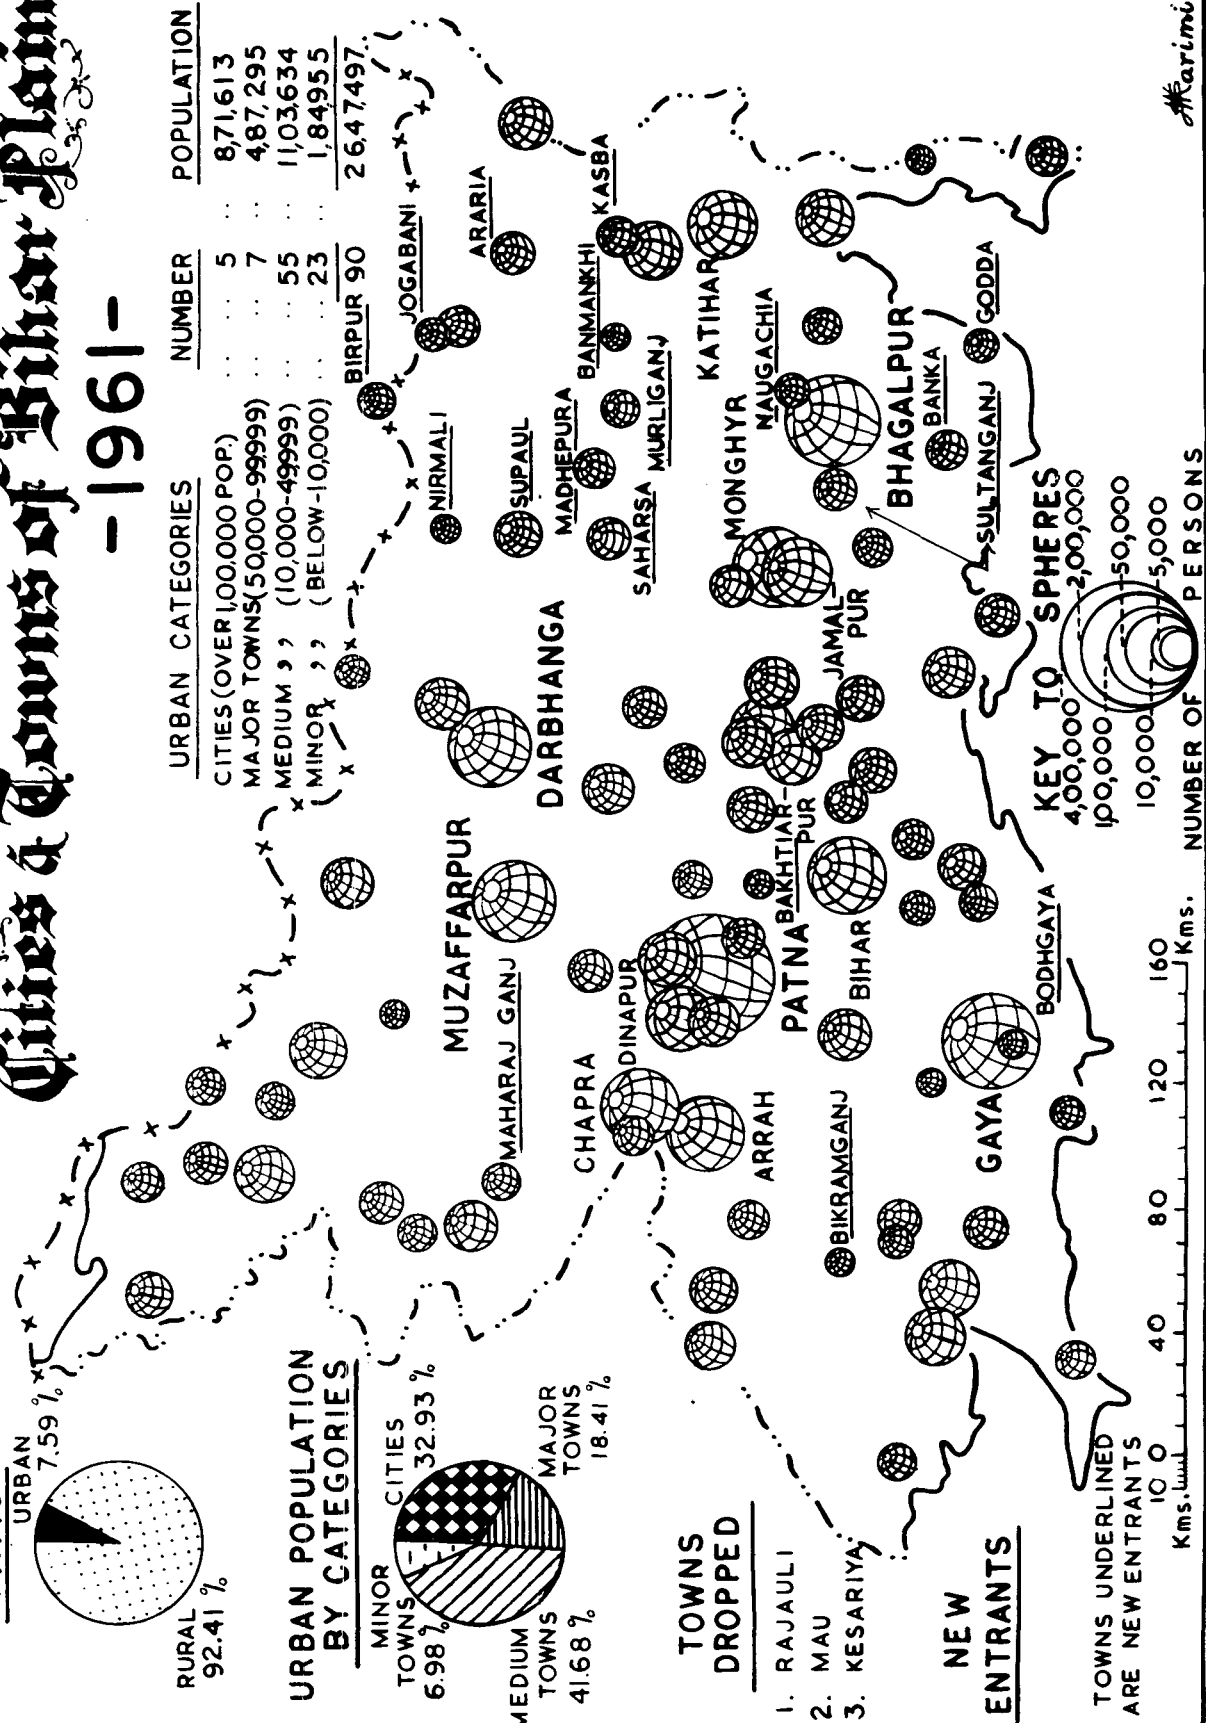 Cities & Towns of Bihar Plain
-1961-
URBAN CATEGORIES NUMBER POPULATION
CITIES (OVER 1,00,000 POP.) .. .. 5 .. 8,71,613
MAJOR TOWNS (50,000-99,999) .. .. 7 .. 4,87,295
MEDIUM ,, (10,000-49,999) .. 55 .. 11,03,634
MINOR ,, (BELOW-10,000) .. 23 .. 1,84,955
90 26,47,497
URBAN
7.59 %
RURAL
92.41 %
URBAN POPULATION
BY CATEGORIES
MINOR
TOWNS
6.98 %
CITIES
32.93 %
MEDIUM
TOWNS
41.68 %
MAJOR
TOWNS
18.41 %
BIRPUR
JOGABANI
NIRMALI
ARARIA
SUPAUL
MUZAFFARPUR
DARBHANGA
MADHEPURA
BANMANKHI
KASBA
MAHARAJ GANJ
SAHARSA
MURLIGANJ
CHAPRA
DINAPUR
KATIHAR
MONGHYR
NAUGACHIA
ARRAH
PATNA
BAKHTIAR-
PUR
JAMAL-
PUR
BIKRAMGANJ
BIHAR
BHAGALPUR
BANKA
SULTANGANJ
GODDA
GAYA
BODHGAYA
TOWNS
DROPPED
1. RAJAULI
2. MAU
3. KESARIYA
NEW
ENTRANTS
TOWNS UNDERLINED
ARE NEW ENTRANTS
KEY TO SPHERES
4,00,000 2,00,000
1,00,000 50,000
10,000 5,000
NUMBER OF PERSONS
10 0 40 80 120 160
Kms. Kms.
Karimi